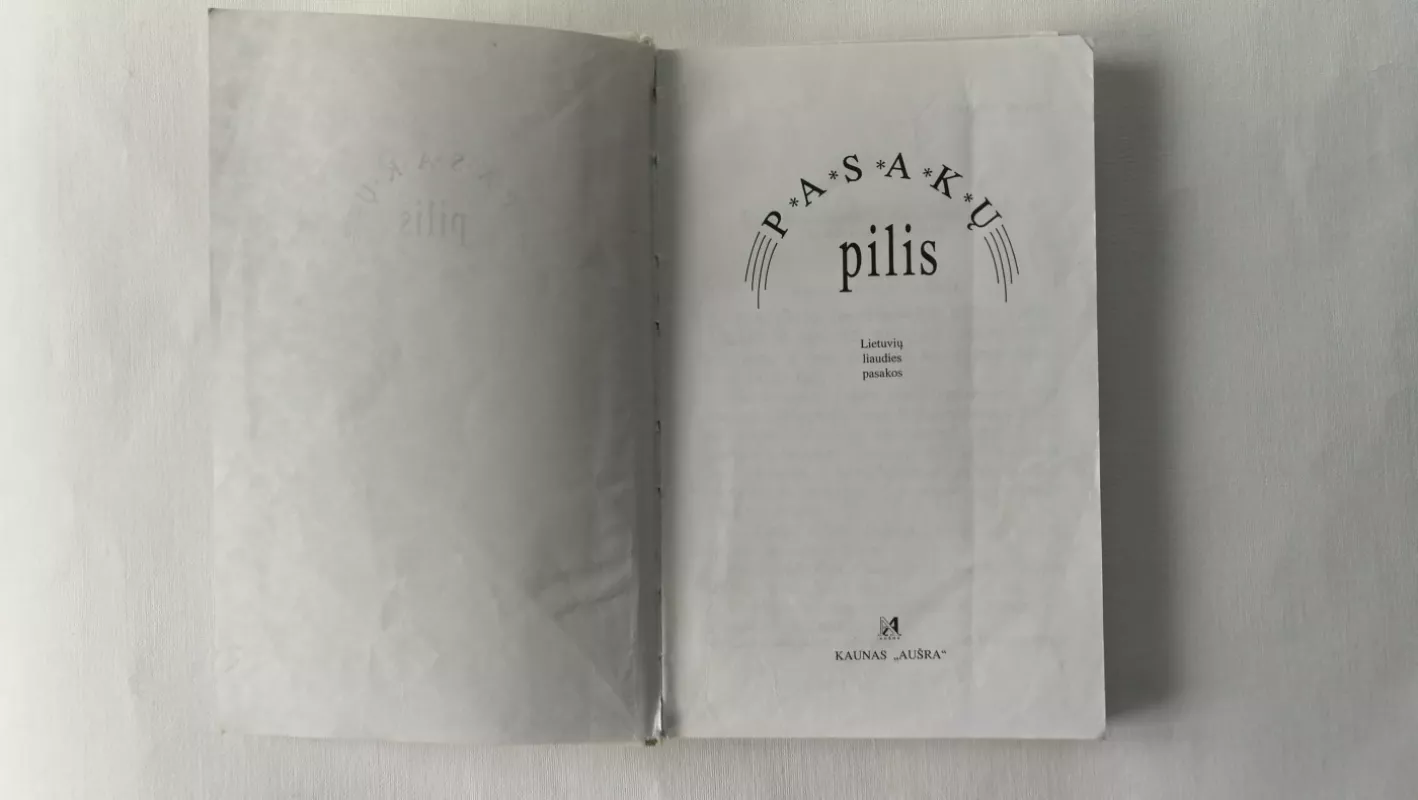 P*A*S*A*K*Ų
pilis
Lietuvių
liaudies
pasakos
KAUNAS „AUŠRA“